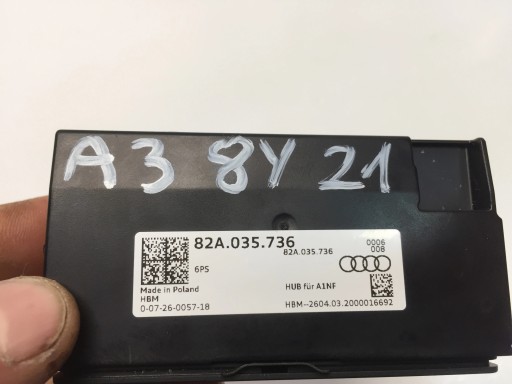 A3 8Y 21
82A.035.736
82A.035.736
0006
008
6PS
Made in Poland
HUB für A1NF
HBM
0-07-26-0057-18
HBM--2604.03.2000016692